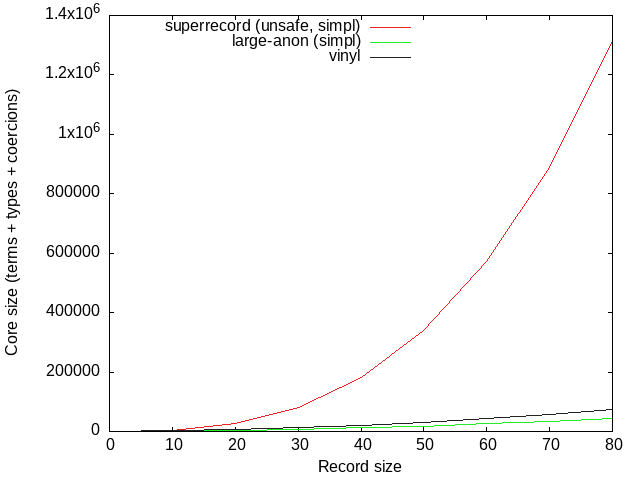 1.4x10^6
1.2x10^6
1x10^6
800000
600000
400000
200000
0
0 10 20 30 40 50 60 70 80
Core size (terms + types + coercions)
Record size
superrecord (unsafe, simpl)
large-anon (simpl)
vinyl